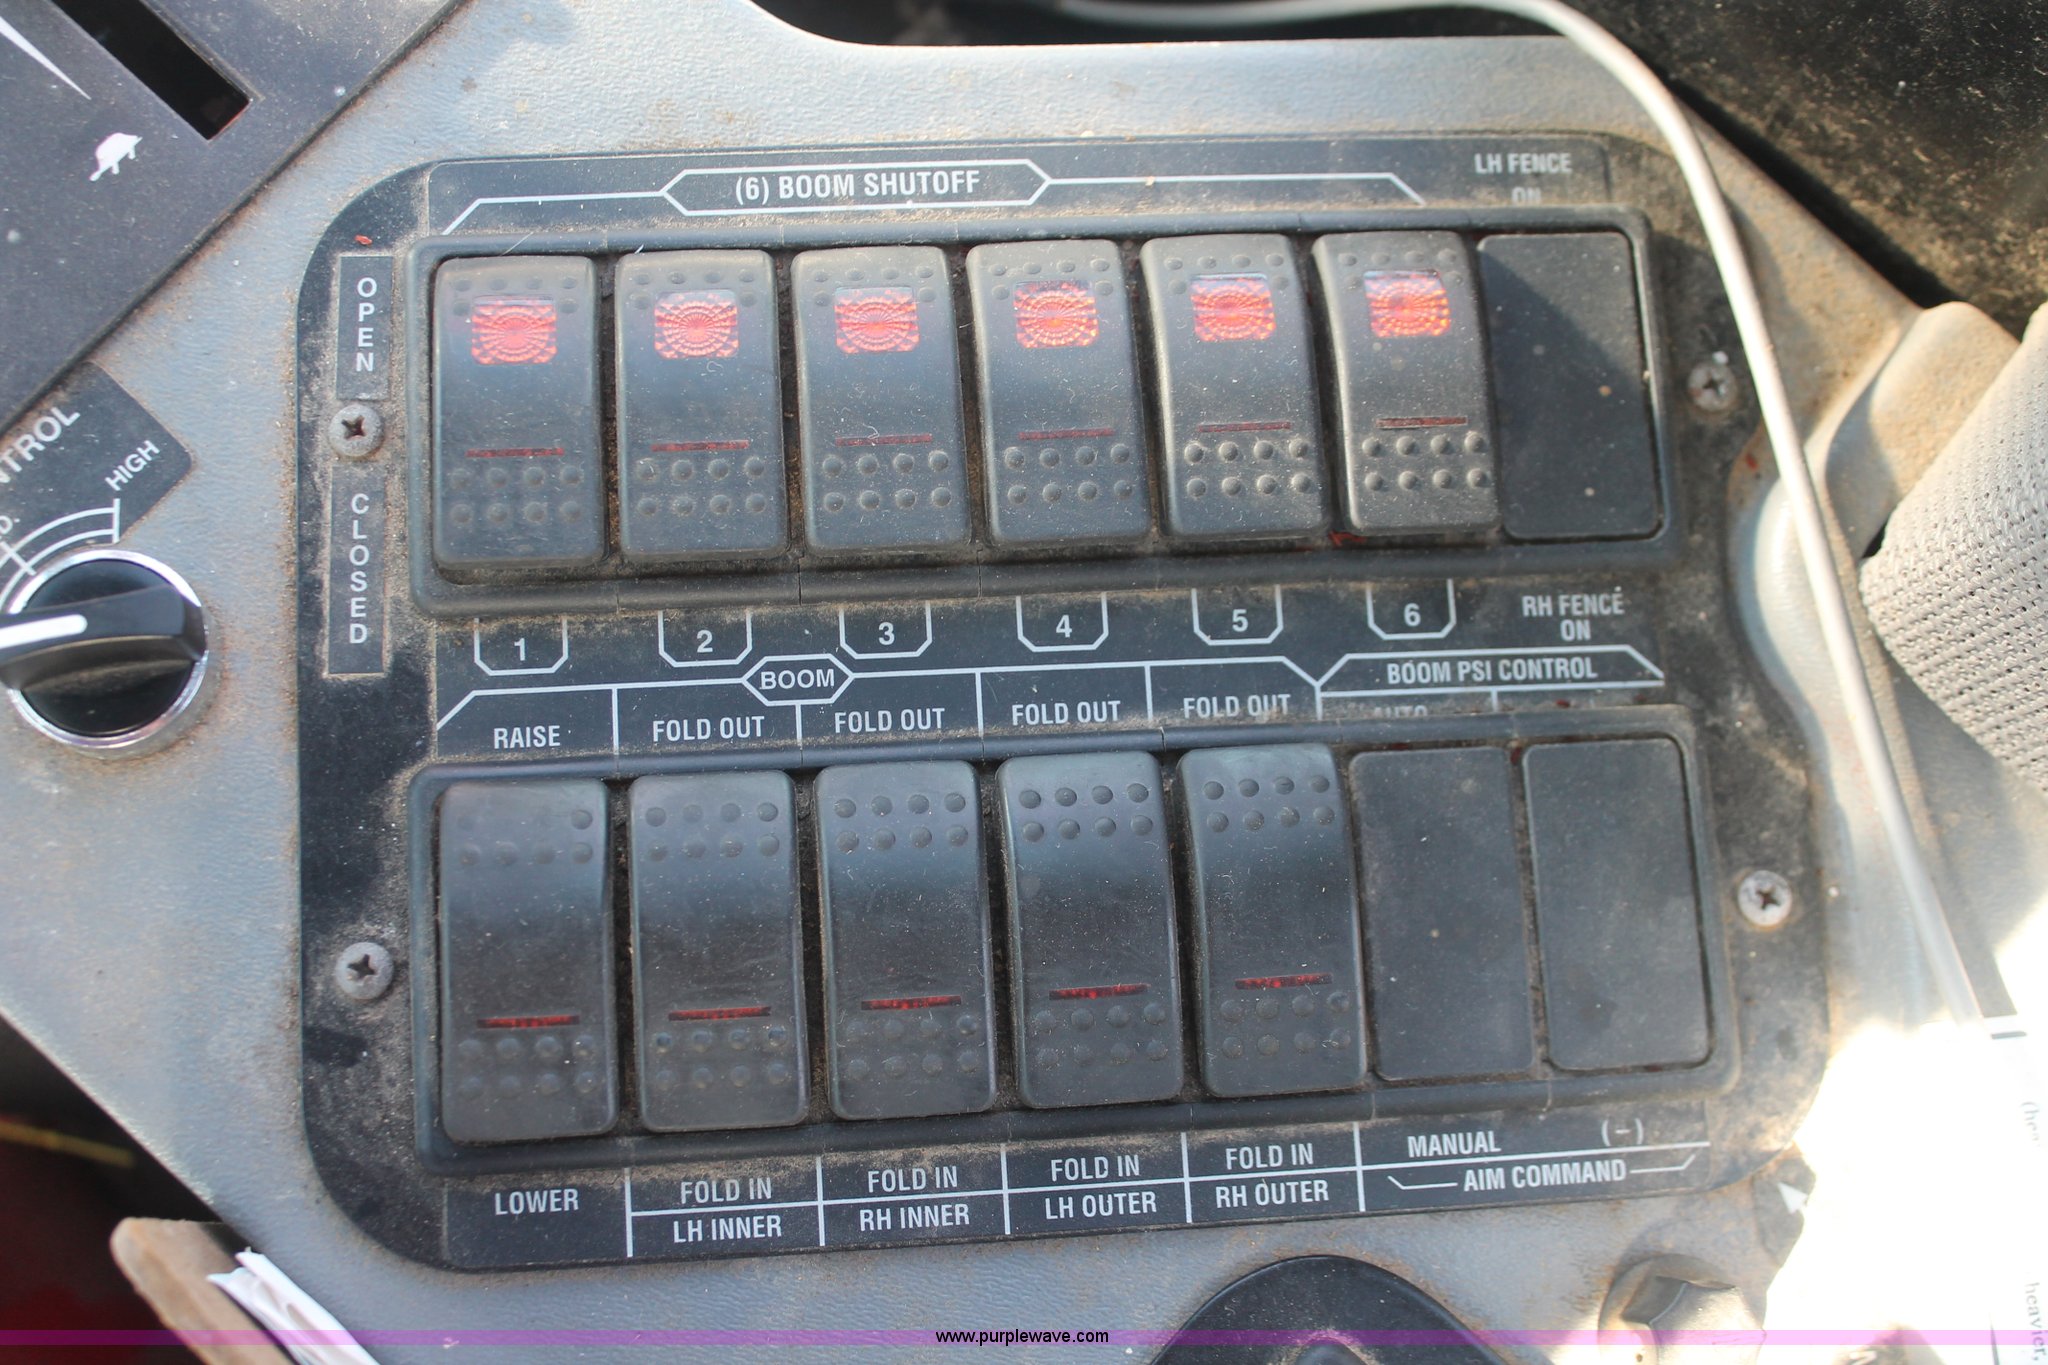 (6) BOOM SHUTOFF
LH FENCE
ON
OPEN
CLOSED
HIGH
1
2
3
4
5
6
RH FENCE
ON
BOOM
BOOM PSI CONTROL
RAISE
FOLD OUT
FOLD OUT
FOLD OUT
FOLD OUT
AUTO
LOWER
FOLD IN
LH INNER
FOLD IN
RH INNER
FOLD IN
LH OUTER
FOLD IN
RH OUTER
MANUAL
(-)
AIM COMMAND
heavier,
www.purplewave.com